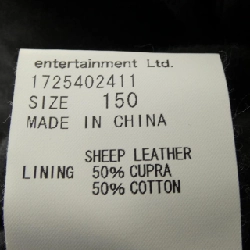 entertainment Ltd.
1725402411
SIZE 150
MADE IN CHINA
SHEEP LEATHER
LINING 50% CUPRA
50% COTTON